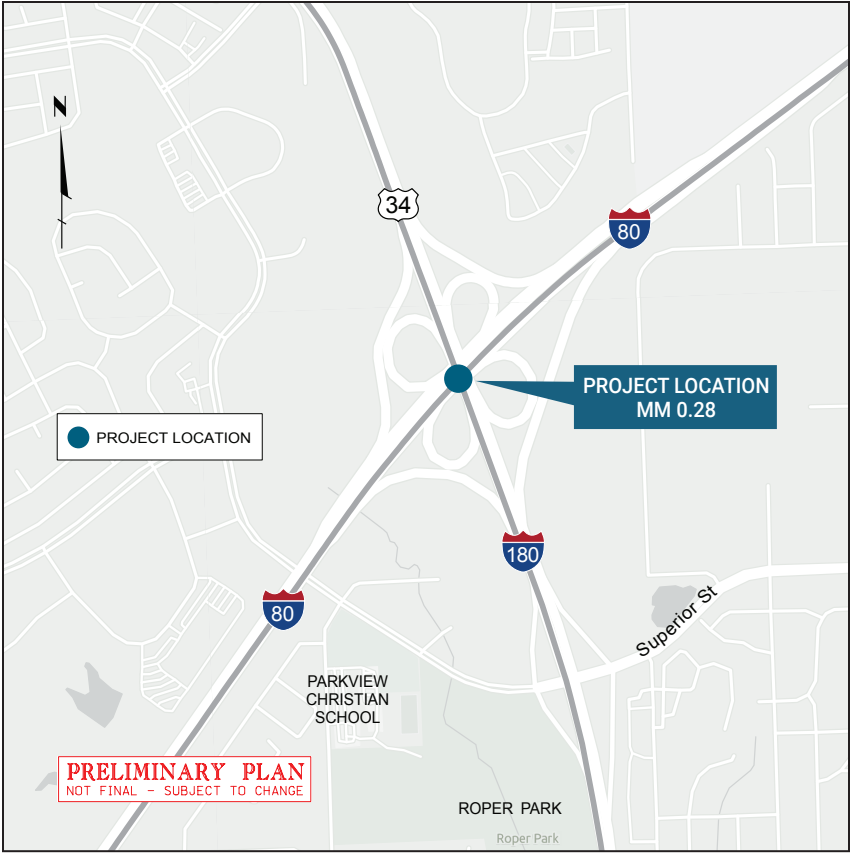 N
34
80
PROJECT LOCATION
MM 0.28
PROJECT LOCATION
180
80
Superior St
PARKVIEW
CHRISTIAN
SCHOOL
PRELIMINARY PLAN
NOT FINAL - SUBJECT TO CHANGE
ROPER PARK
Roper Park